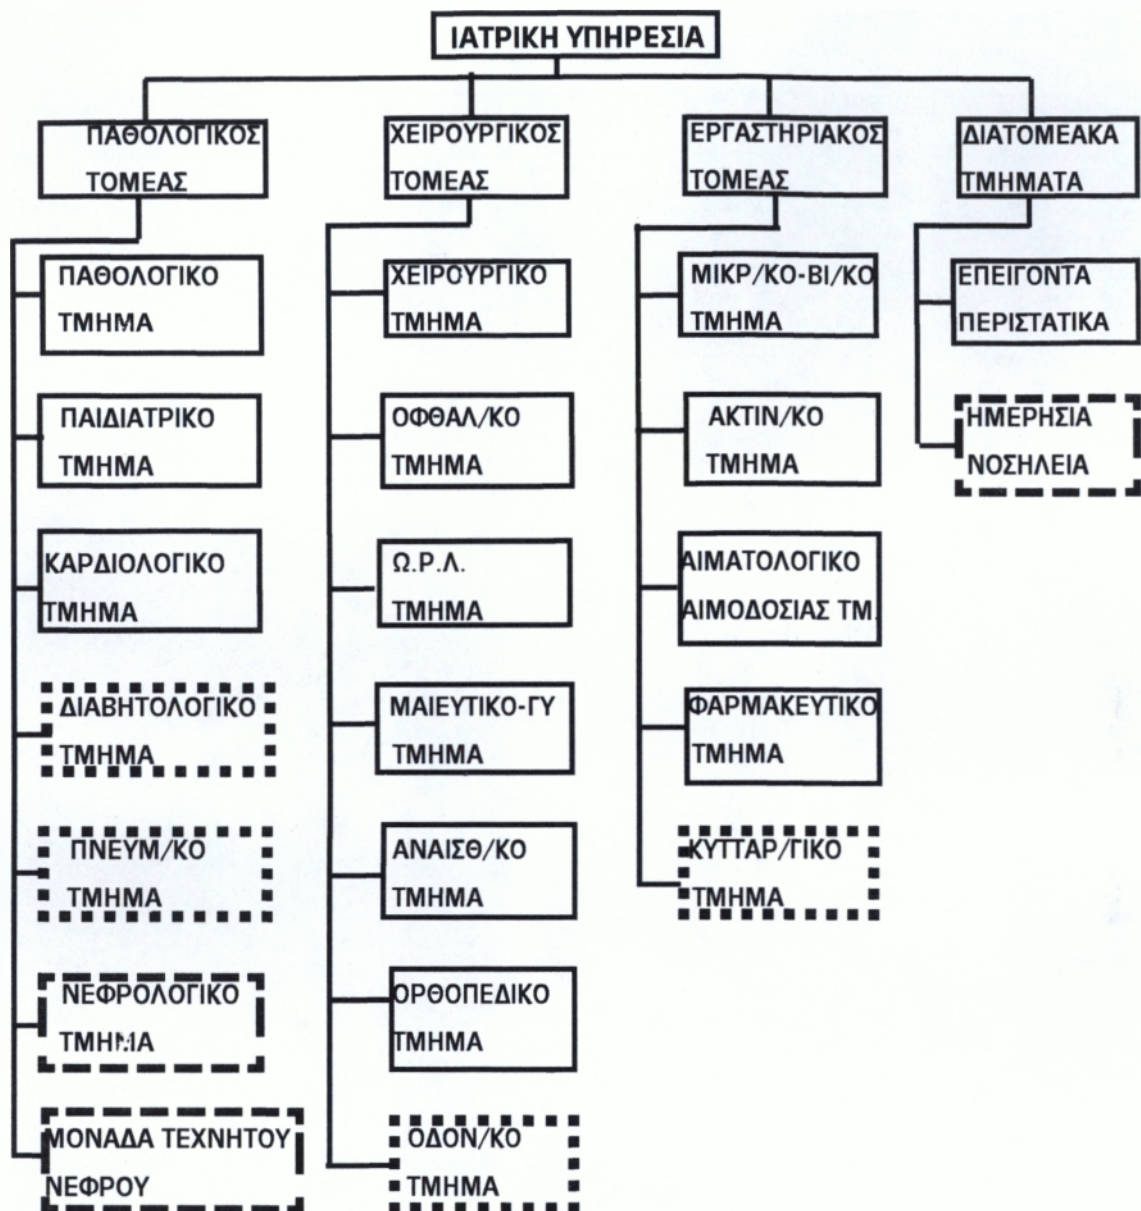 ΙΑΤΡΙΚΗ ΥΠΗΡΕΣΙΑ
ΠΑΘΟΛΟΓΙΚΟΣ
ΤΟΜΕΑΣ
ΠΑΘΟΛΟΓΙΚΟ
ΤΜΗΜΑ
ΠΑΙΔΙΑΤΡΙΚΟ
ΤΜΗΜΑ
ΚΑΡΔΙΟΛΟΓΙΚΟ
ΤΜΗΜΑ
ΔΙΑΒΗΤΟΛΟΓΙΚΟ
ΤΜΗΜΑ
ΠΝΕΥΜ/ΚΟ
ΤΜΗΜΑ
ΝΕΦΡΟΛΟΓΙΚΟ
ΤΜΗΜΑ
ΜΟΝΑΔΑ ΤΕΧΝΗΤΟΥ
ΝΕΦΡΟΥ
ΧΕΙΡΟΥΡΓΙΚΟΣ
ΤΟΜΕΑΣ
ΧΕΙΡΟΥΡΓΙΚΟ
ΤΜΗΜΑ
ΟΦΘΑΛ/ΚΟ
ΤΜΗΜΑ
Ω.Ρ.Λ.
ΤΜΗΜΑ
ΜΑΙΕΥΤΙΚΟ-ΓΥ
ΤΜΗΜΑ
ΑΝΑΙΣΘ/ΚΟ
ΤΜΗΜΑ
ΟΡΘΟΠΕΔΙΚΟ
ΤΜΗΜΑ
ΟΔΟΝ/ΚΟ
ΤΜΗΜΑ
ΕΡΓΑΣΤΗΡΙΑΚΟΣ
ΤΟΜΕΑΣ
ΜΙΚΡ/ΚΟ-ΒΙ/ΚΟ
ΤΜΗΜΑ
ΑΚΤΙΝ/ΚΟ
ΤΜΗΜΑ
ΑΙΜΑΤΟΛΟΓΙΚΟ
ΑΙΜΟΔΟΣΙΑΣ ΤΜ.
ΦΑΡΜΑΚΕΥΤΙΚΟ
ΤΜΗΜΑ
ΚΥΤΤΑΡ/ΓΙΚΟ
ΤΜΗΜΑ
ΔΙΑΤΟΜΕΑΚΑ
ΤΜΗΜΑΤΑ
ΕΠΕΙΓΟΝΤΑ
ΠΕΡΙΣΤΑΤΙΚΑ
ΗΜΕΡΗΣΙΑ
ΝΟΣΗΛΕΙΑ